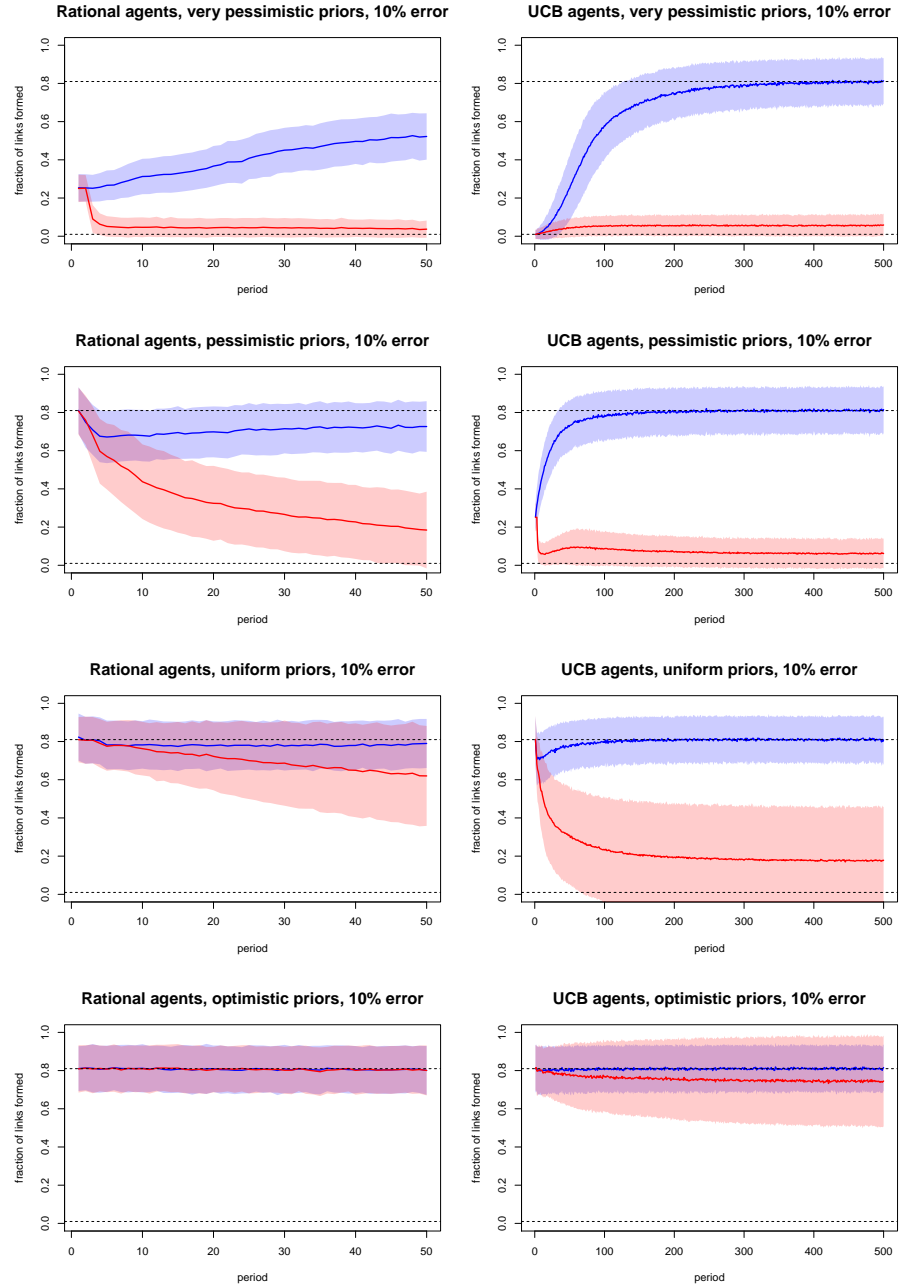 Rational agents, very pessimistic priors, 10% error
fraction of links formed
0.0 0.2 0.4 0.6 0.8 1.0
0 10 20 30 40 50
period
UCB agents, very pessimistic priors, 10% error
fraction of links formed
0.0 0.2 0.4 0.6 0.8 1.0
0 100 200 300 400 500
period
Rational agents, pessimistic priors, 10% error
fraction of links formed
0.0 0.2 0.4 0.6 0.8 1.0
0 10 20 30 40 50
period
UCB agents, pessimistic priors, 10% error
fraction of links formed
0.0 0.2 0.4 0.6 0.8 1.0
0 100 200 300 400 500
period
Rational agents, uniform priors, 10% error
fraction of links formed
0.0 0.2 0.4 0.6 0.8 1.0
0 10 20 30 40 50
period
UCB agents, uniform priors, 10% error
fraction of links formed
0.0 0.2 0.4 0.6 0.8 1.0
0 100 200 300 400 500
period
Rational agents, optimistic priors, 10% error
fraction of links formed
0.0 0.2 0.4 0.6 0.8 1.0
0 10 20 30 40 50
period
UCB agents, optimistic priors, 10% error
fraction of links formed
0.0 0.2 0.4 0.6 0.8 1.0
0 100 200 300 400 500
period